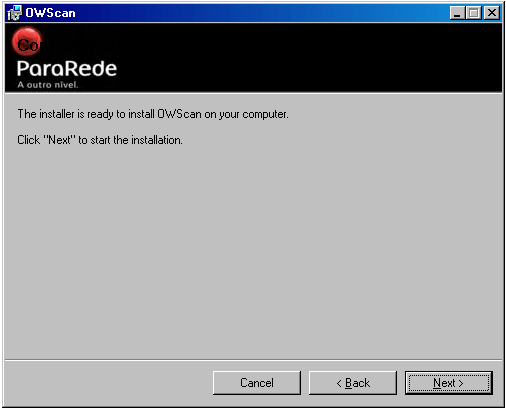 OWScan
Co
ParaRede
A outro nível.
The installer is ready to install OWScan on your computer.
Click "Next" to start the installation.
Cancel
< Back
Next >